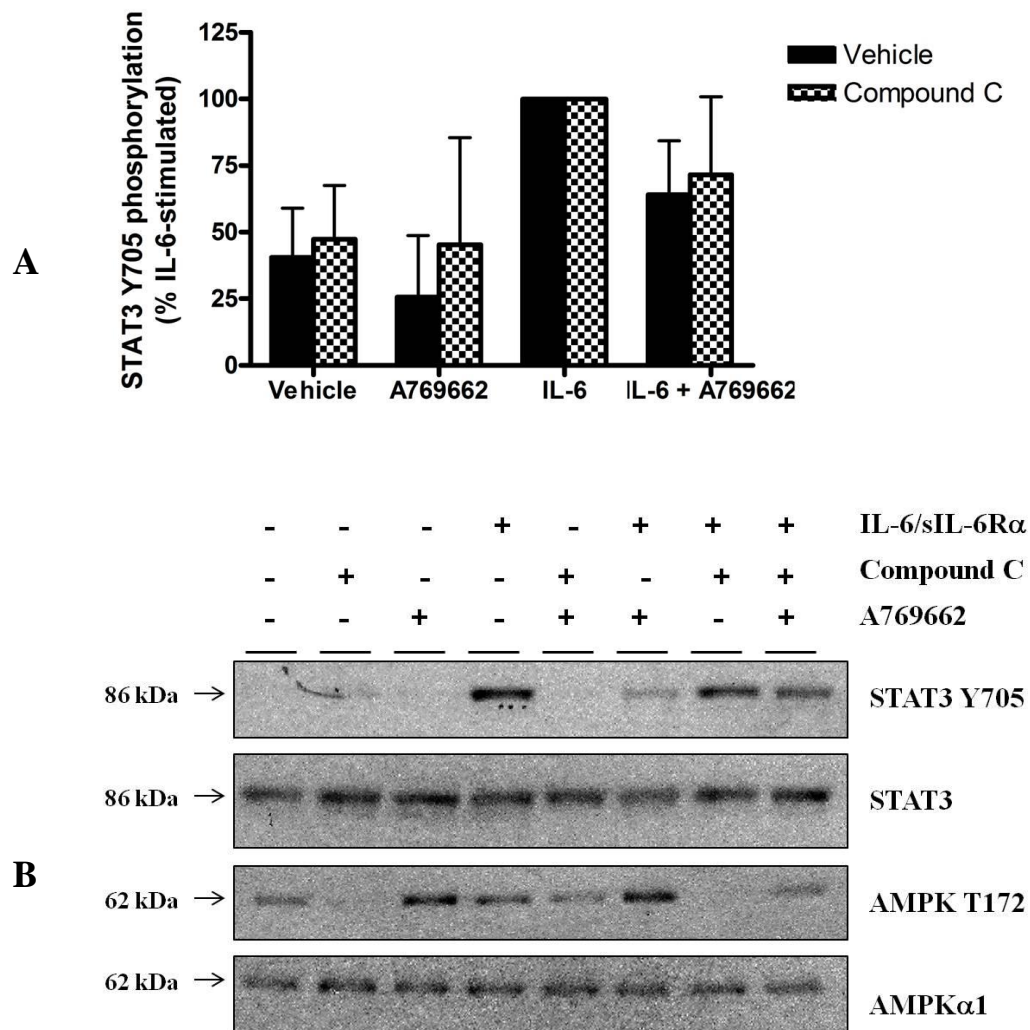 A
STAT3 Y705 phosphorylation
(% IL-6-stimulated)
125
100
75
50
25
0
Vehicle
A769662
IL-6
IL-6 + A769662
Vehicle
Compound C
B
- - - + - + + + IL-6/sIL-6Rα
- + - - + - + + Compound C
- - + - + + - + A769662
86 kDa → STAT3 Y705
86 kDa → STAT3
62 kDa → AMPK T172
62 kDa → AMPKα1